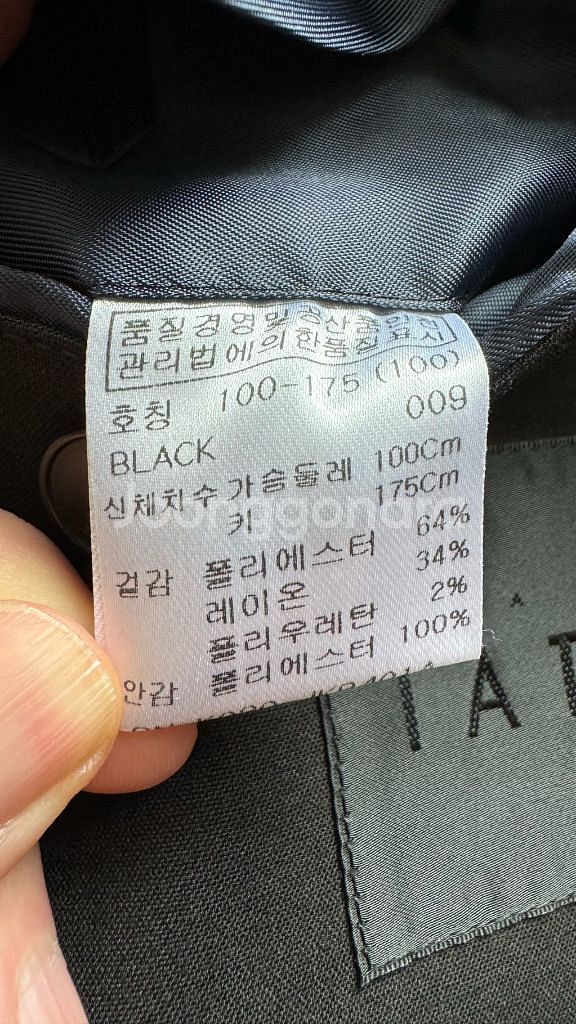 품질경영및공산품안전
관리법에의한품질표시
호칭 100-175 (100)
BLACK 009
신체치수 가슴둘레 100Cm
키 175Cm
겉감 폴리에스터 64%
레이온 34%
폴리우레탄 2%
안감 폴리에스터 100%